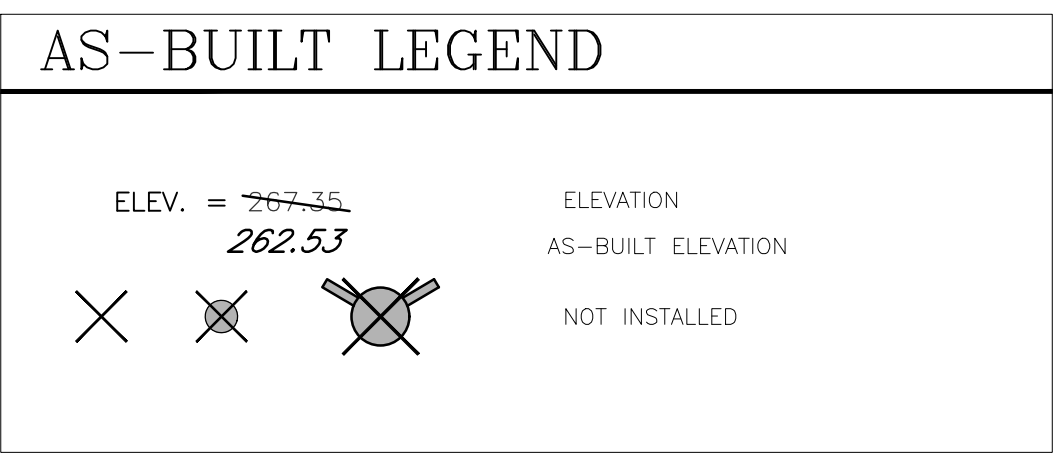 AS-BUILT LEGEND
ELEV. = 267.35 ELEVATION
262.53 AS-BUILT ELEVATION
NOT INSTALLED